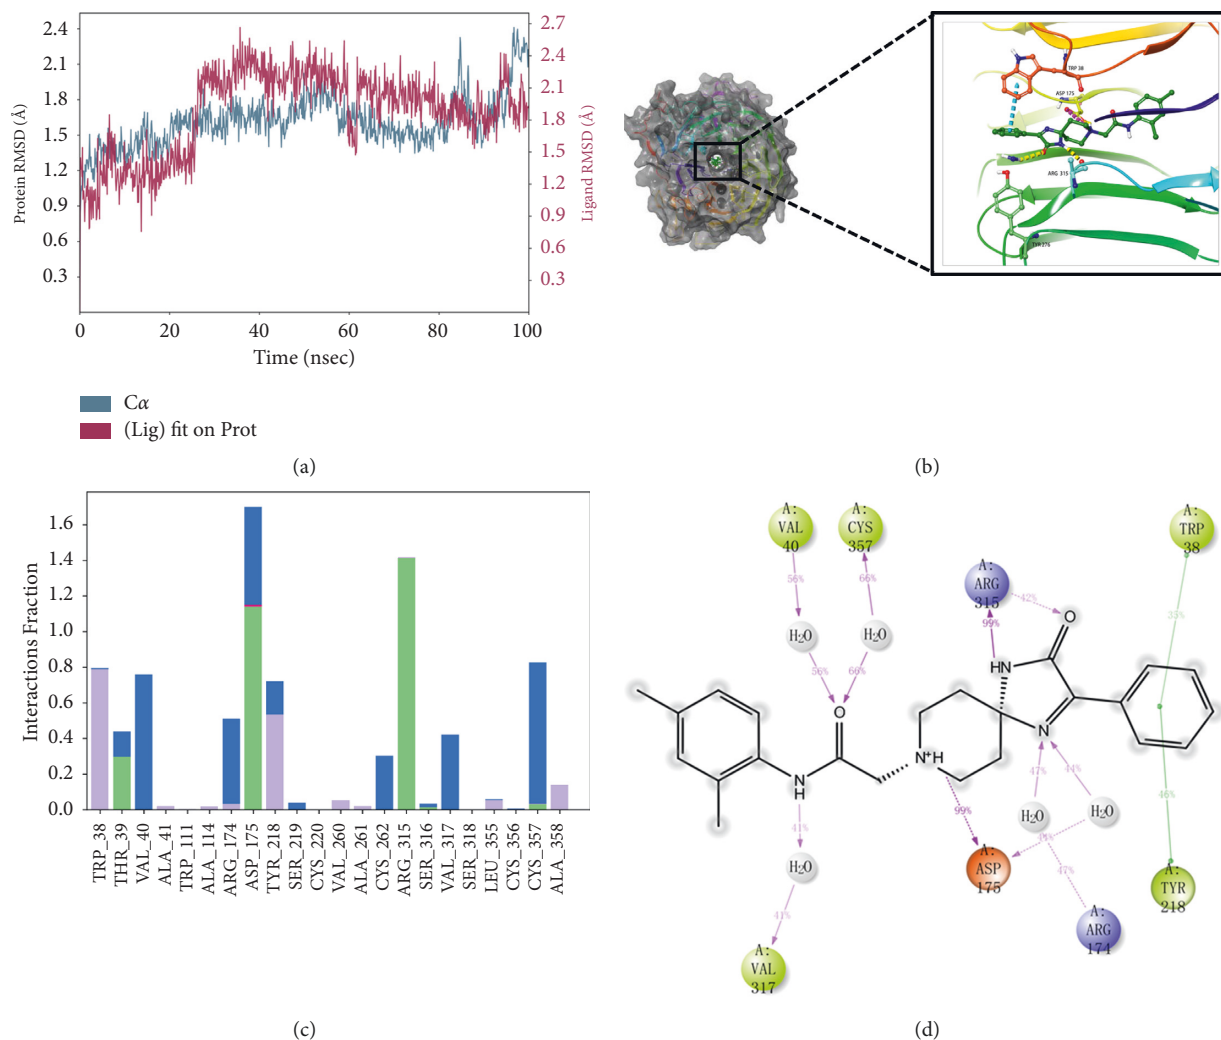 2.4
2.1
1.8
1.5
1.2
0.9
0.6
0.3
Protein RMSD (Å)
2.7
2.4
2.1
1.8
1.5
1.2
0.9
0.6
0.3
Ligand RMSD (Å)
0 20 40 60 80 100
Time (nsec)
Cα
(Lig) fit on Prot
(a)
TRP 38
ASP 175
ARG 315
TYR 276
(b)
1.6
1.4
1.2
1.0
0.8
0.6
0.4
0.2
0.0
Interactions Fraction
TRP_38
THR_39
VAL_40
ALA_41
TRP_111
ALA_114
ARG_174
ASP_175
TYR_218
SER_219
CYS_220
VAL_260
ALA_261
CYS_262
ARG_315
SER_316
VAL_317
SER_318
LEU_355
CYS_356
CYS_357
ALA_358
(c)
A:
VAL
40
A:
CYS
357
A:
TRP
38
A:
ARG
315
56%
66%
42%
99%
35%
H₂O
H₂O
56%
66%
O
O
HN
N
N⁺H
N
H
47%
44%
46%
99%
41%
H₂O
H₂O
H₂O
47%
41%
A:
ASP
175
A:
TYR
218
A:
ARG
174
A:
VAL
317
(d)